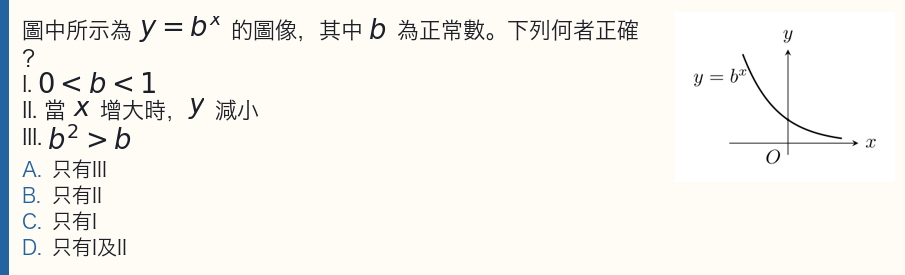 圖中所示為 y = b^x 的圖像，其中 b 為正常數。下列何者正確
？
I. 0 < b < 1
II. 當 x 增大時，y 減小
III. b² > b
A. 只有III
B. 只有II
C. 只有I
D. 只有I及II
y
y = b^x
x
O